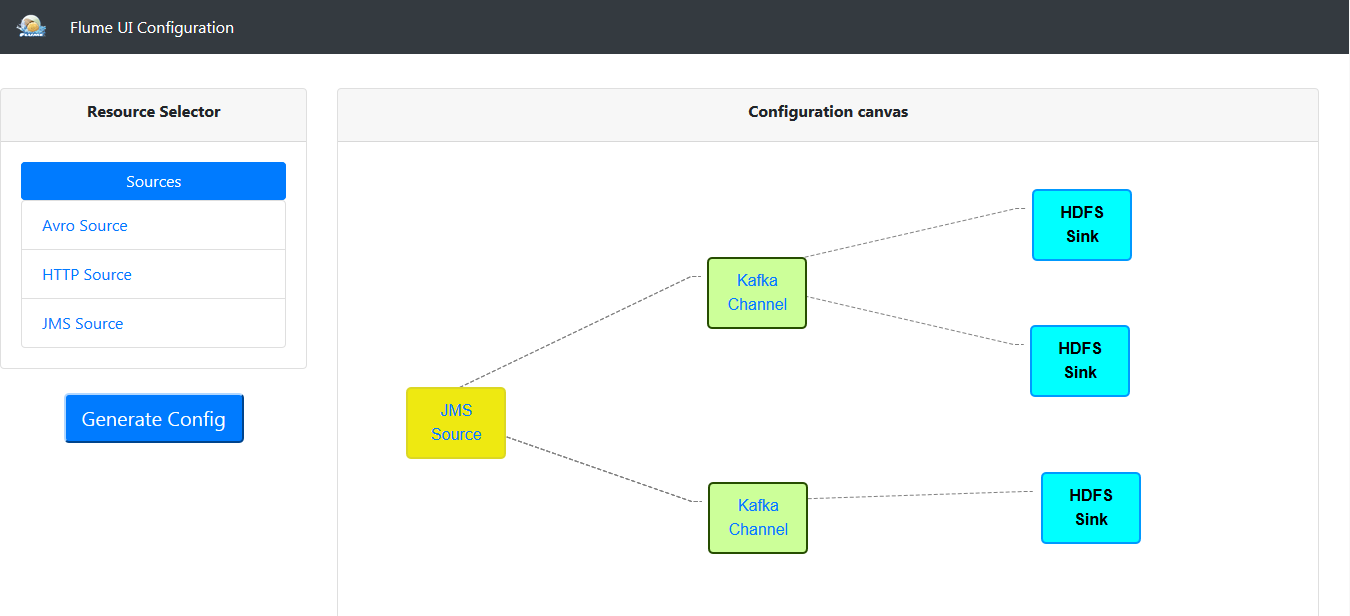 FLUME
Flume UI Configuration
Resource Selector
Configuration canvas
Sources
Avro Source
HTTP Source
JMS Source
Generate Config
JMS
Source
Kafka
Channel
Kafka
Channel
HDFS
Sink
HDFS
Sink
HDFS
Sink